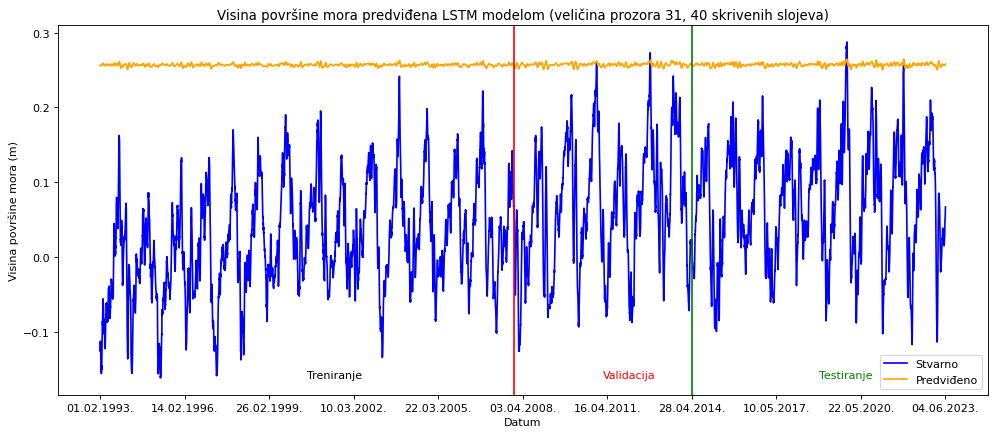 Visina površine mora predviđena LSTM modelom (veličina prozora 31, 40 skrivenih slojeva)
Visina površine mora (m)
0.3
0.2
0.1
0.0
−0.1
Treniranje
Validacija
Testiranje
Stvarno
Predviđeno
01.02.1993. 14.02.1996. 26.02.1999. 10.03.2002. 22.03.2005. 03.04.2008. 16.04.2011. 28.04.2014. 10.05.2017. 22.05.2020. 04.06.2023.
Datum